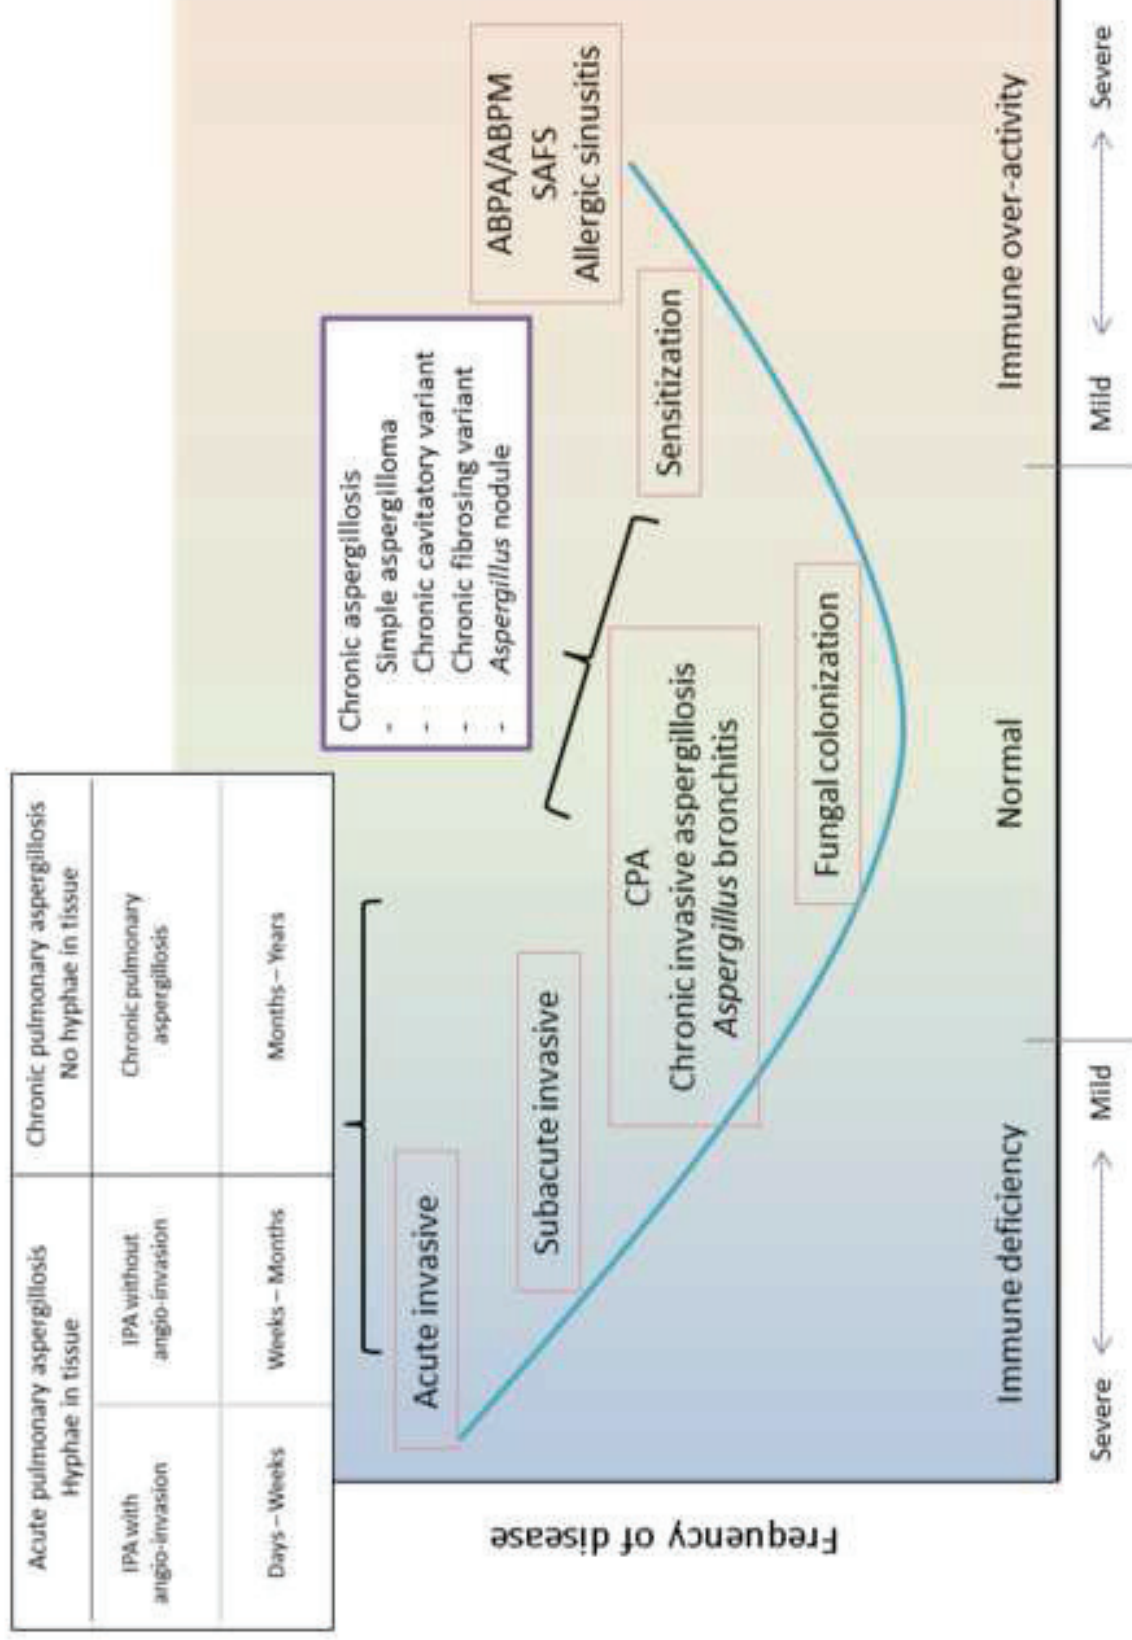 Acute pulmonary aspergillosis
Hyphae in tissue
Chronic pulmonary aspergillosis
No hyphae in tissue
IPA with
angio-invasion
IPA without
angio-invasion
Chronic pulmonary
aspergillosis
Days – Weeks
Weeks – Months
Months – Years
Chronic aspergillosis
- Simple aspergilloma
- Chronic cavitatory variant
- Chronic fibrosing variant
- Aspergillus nodule
Acute invasive
Subacute invasive
CPA
Chronic invasive aspergillosis
Aspergillus bronchitis
Fungal colonization
Sensitization
ABPA/ABPM
SAFS
Allergic sinusitis
Frequency of disease
Immune deficiency
Normal
Immune over-activity
Severe
Mild
Mild
Severe